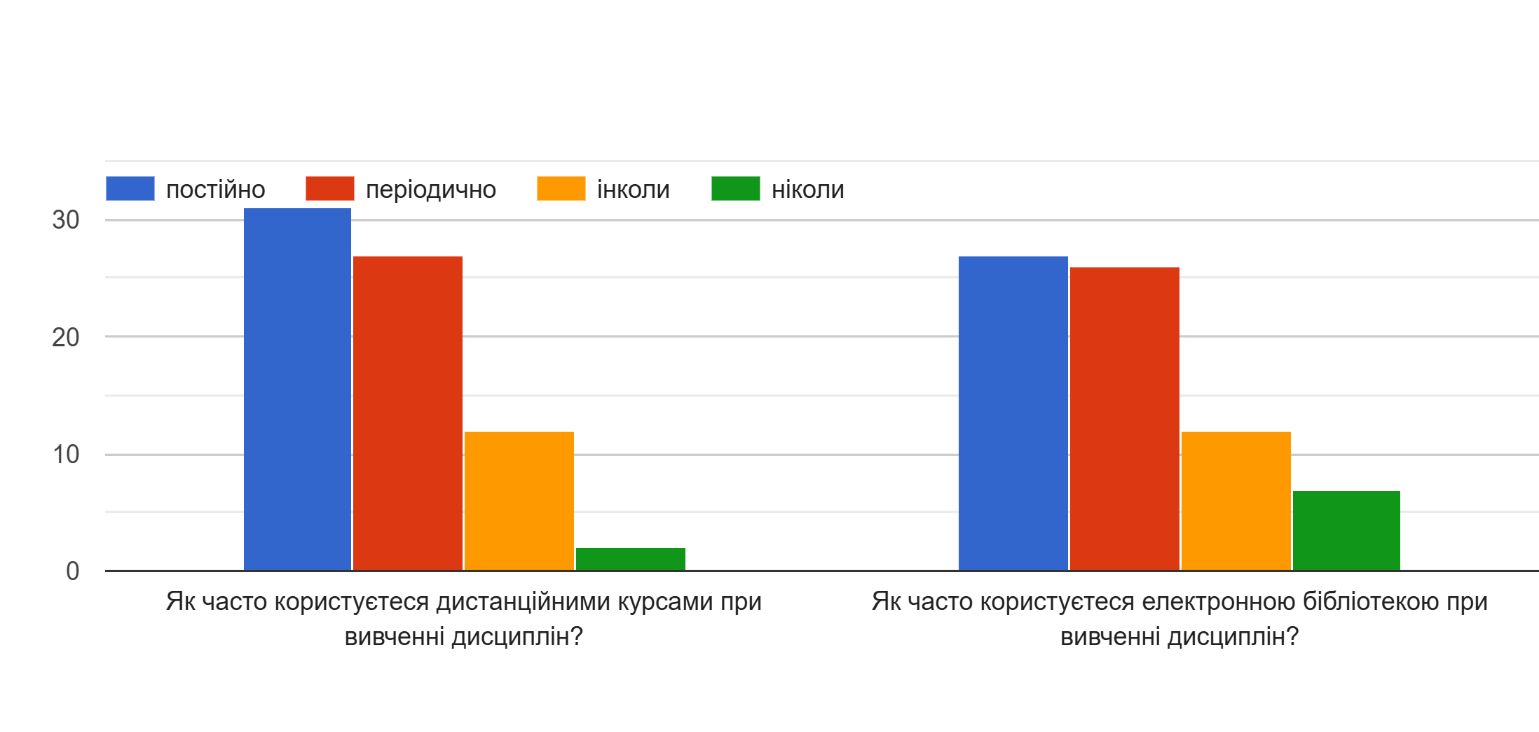 постійно періодично інколи ніколи
30
20
10
0
Як часто користуєтеся дистанційними курсами при
вивченні дисциплін?
Як часто користуєтеся електронною бібліотекою при
вивченні дисциплін?